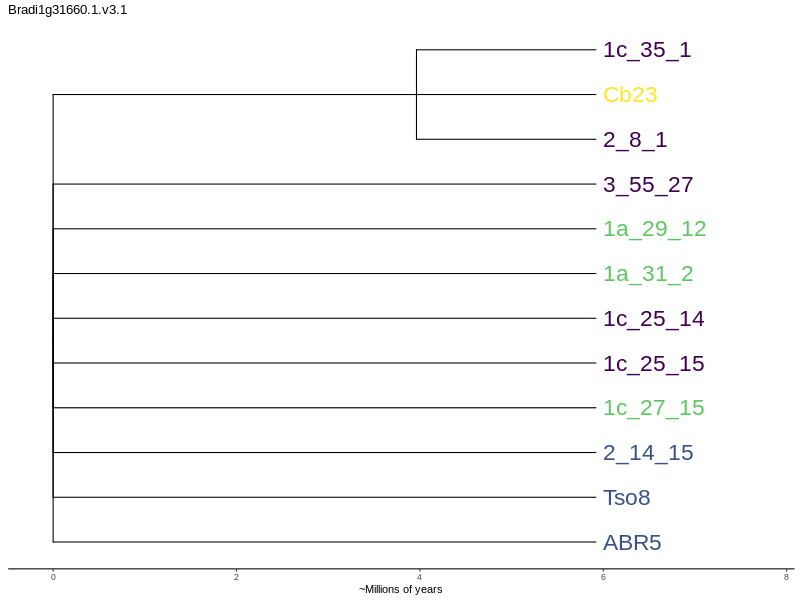 Bradi1g31660.1.v3.1
1c_35_1
Cb23
2_8_1
3_55_27
1a_29_12
1a_31_2
1c_25_14
1c_25_15
1c_27_15
2_14_15
Tso8
ABR5
0 2 4 6 8
~Millions of years